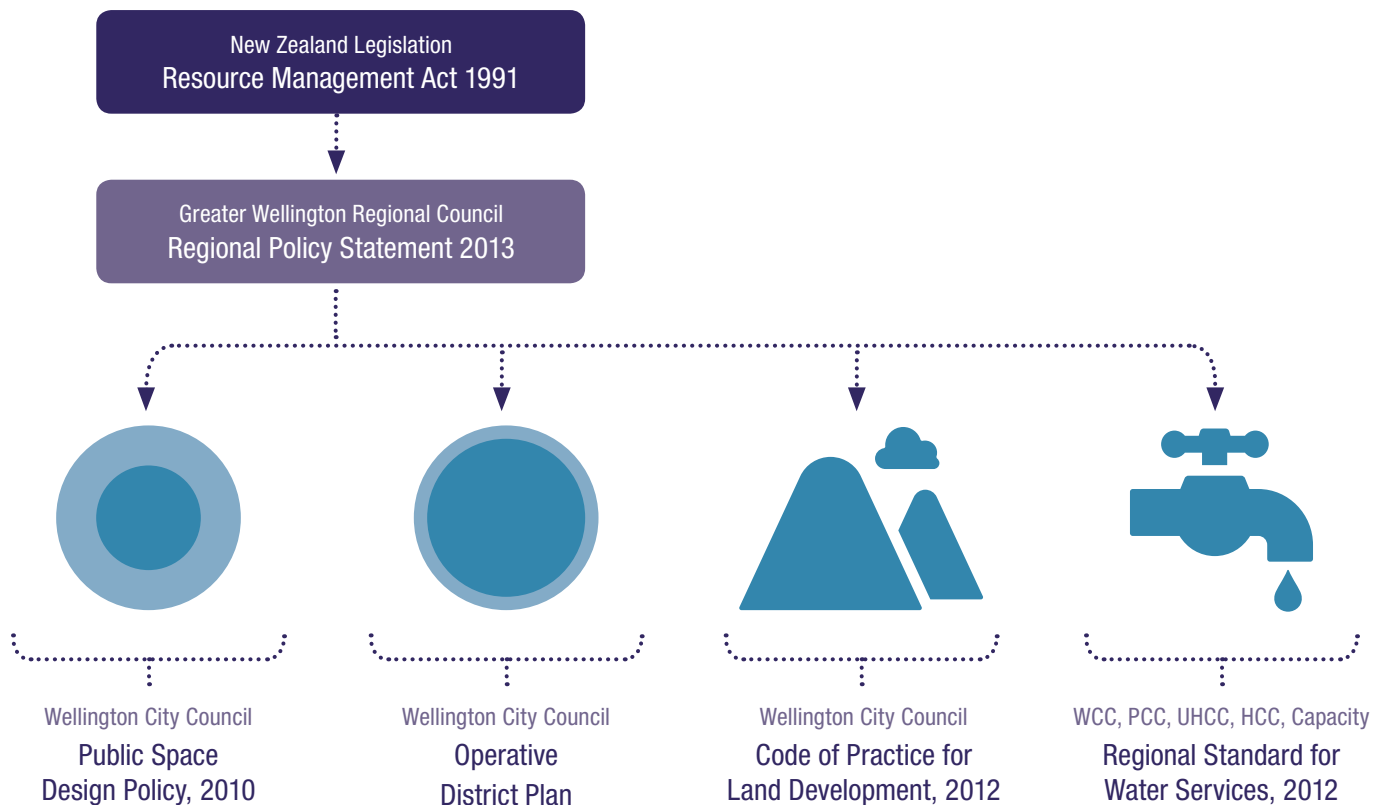 New Zealand Legislation
Resource Management Act 1991
Greater Wellington Regional Council
Regional Policy Statement 2013
Wellington City Council
Public Space
Design Policy, 2010
Wellington City Council
Operative
District Plan
Wellington City Council
Code of Practice for
Land Development, 2012
WCC, PCC, UHCC, HCC, Capacity
Regional Standard for
Water Services, 2012